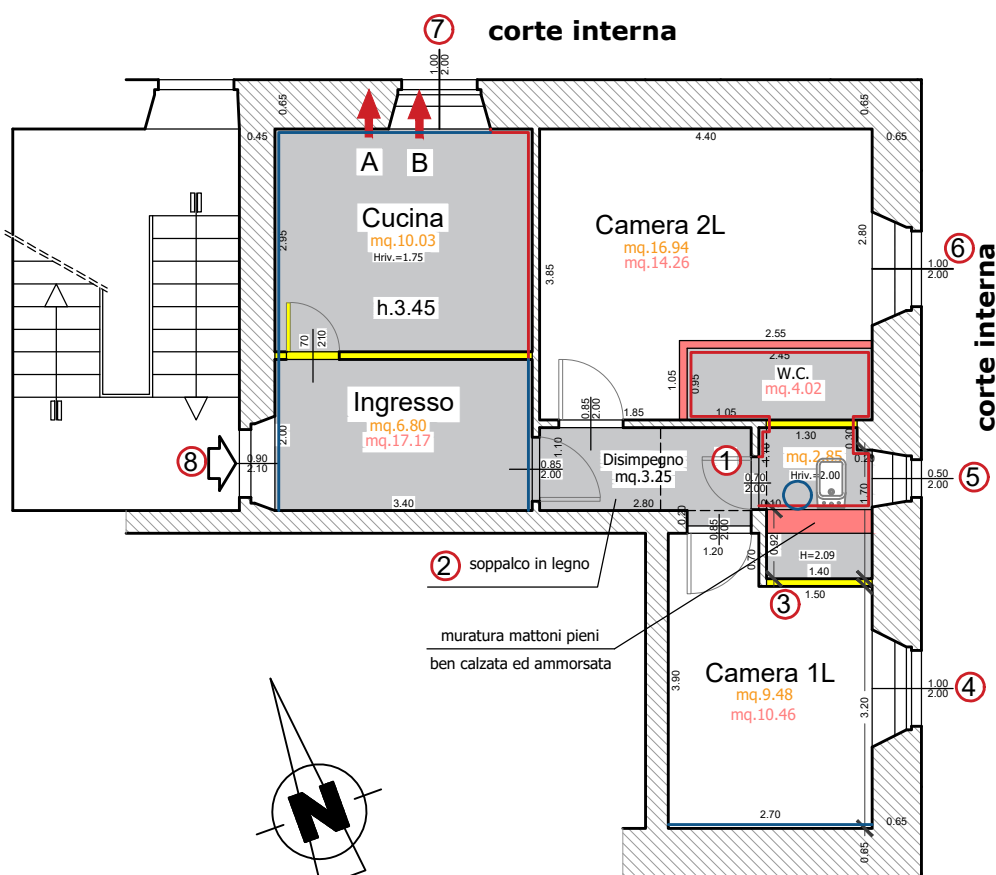 7 corte interna
1.00
2.00
0.65
0.65
0.45
4.40
0.65
A B
Cucina
mq.10.03
Hriv.=1.75
2.95
h.3.45
70
210
Camera 2L
mq.16.94
mq.14.26
3.85
2.80
6
1.00
2.00
corte interna
2.55
2.45
W.C.
mq.4.02
0.95
1.05
1.05
1.85
0.85
2.00
Ingresso
mq.6.80
mq.17.17
2.00
8
0.90
2.10
3.40
0.85
2.00
1.10
Disimpegno
mq.3.25
1
2.80
0.20
0.85
2.00
1.20
0.70
0.70
2.00
1.30
0.30
mq.2.85
Hriv.=2.00
1.10
0.10
0.25
1.70
5
0.50
2.00
2 soppalco in legno
0.92
H=2.09
1.40
1.50
3
muratura mattoni pieni
ben calzata ed ammorsata
Camera 1L
mq.9.48
mq.10.46
3.90
3.20
4
1.00
2.00
2.70
0.65
0.65
N